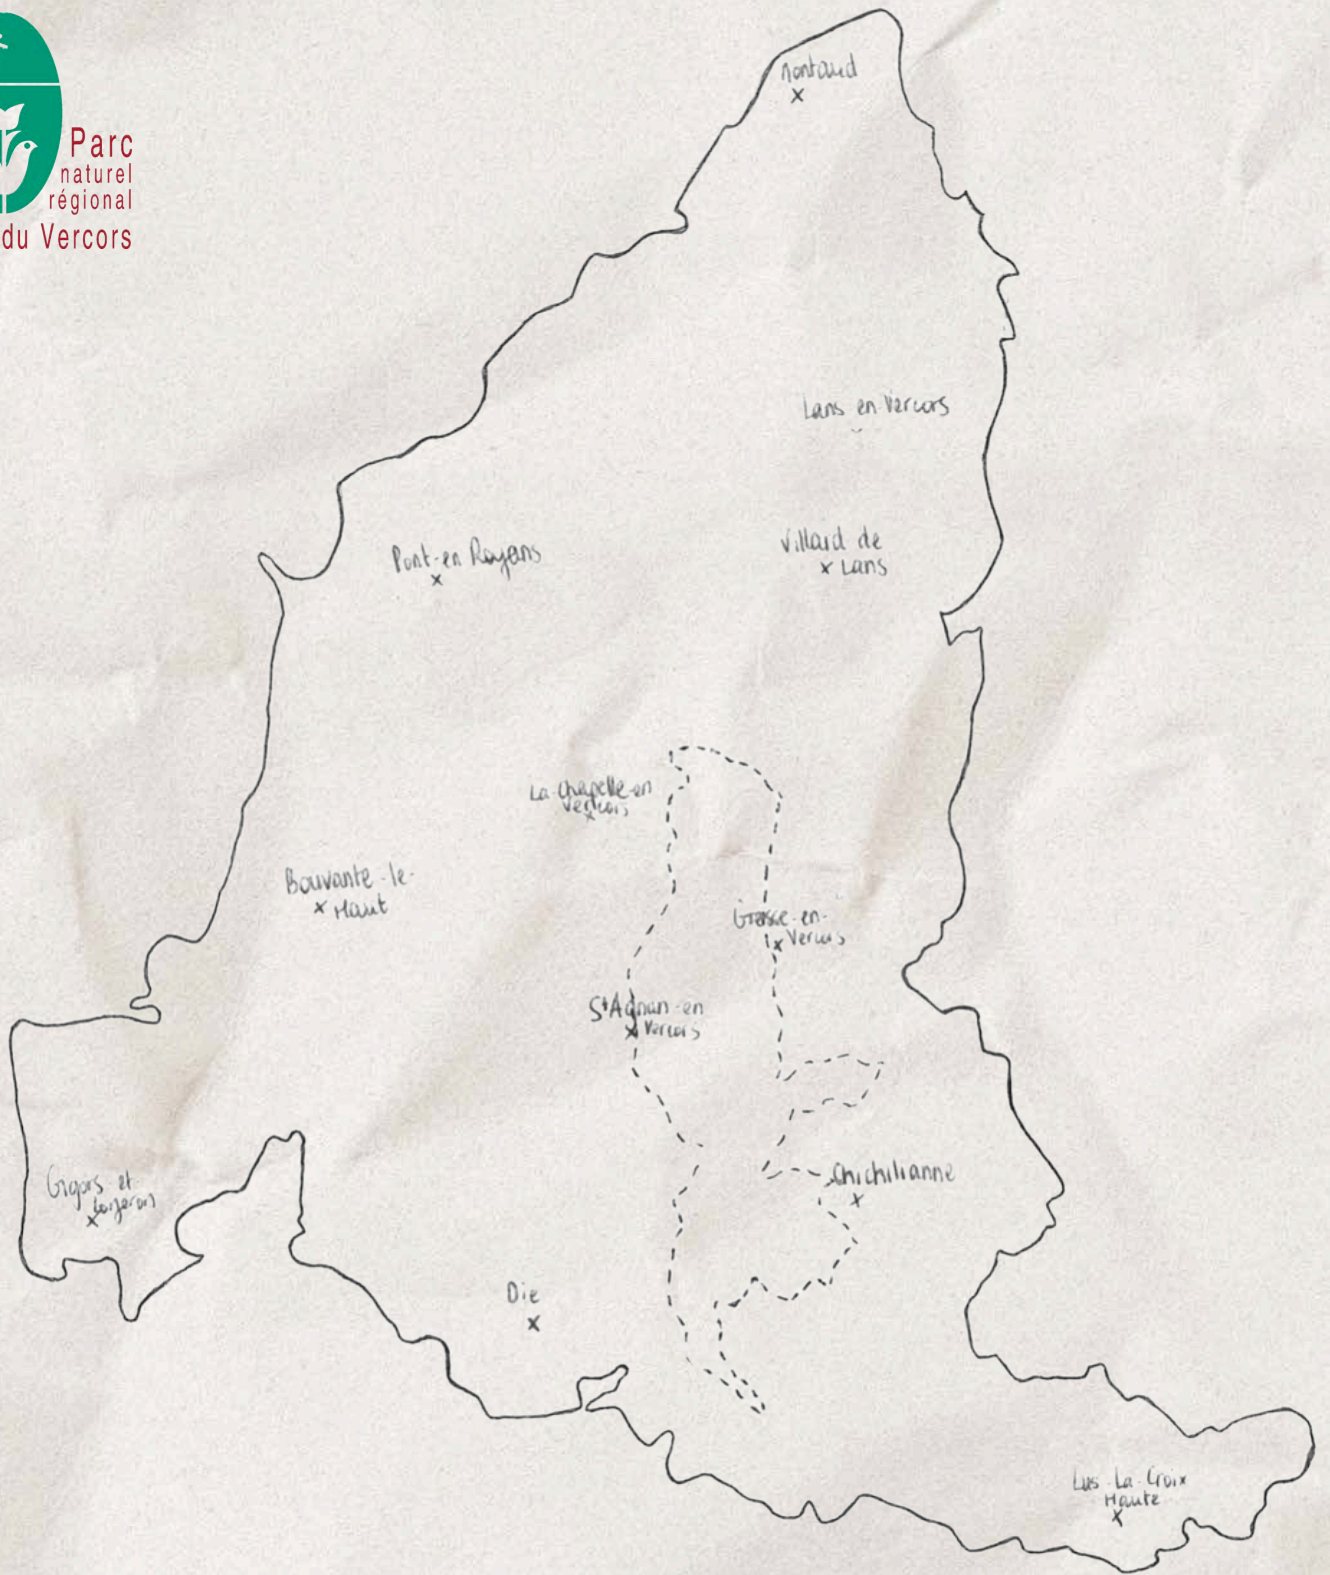 Parc
naturel
régional
du Vercors
Montaud
Lans en Vercors
Villard de
Lans
Pont-en Royans
La Chapelle-en
Vercors
Bouvante-le-
Haut
Gresse-en-
Vercors
St Agnan-en
Vercors
Chichilianne
Gigors et
Lozeron
Die
Lus-La-Croix
Haute